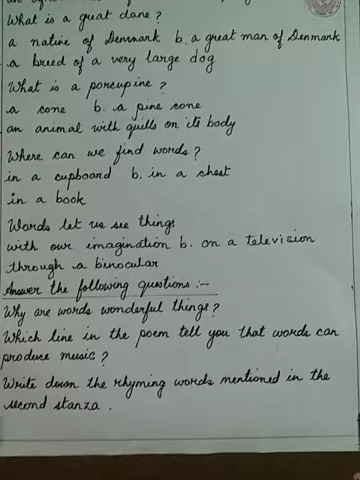 What is a great dane?
a native of Denmark b. a great man of Denmark
a breed of a very large dog
What is a porcupine?
a cone b. a pine cone
an animal with quills on its body
Where can we find words?
in a cupboard b. in a chest
in a book
Words let us see things
with our imagination b. on a television
through a binocular
Answer the following questions :-
Why are words wonderful things?
Which line in the poem tell you that words can
produce music?
Write down the rhyming words mentioned in the
second stanza.